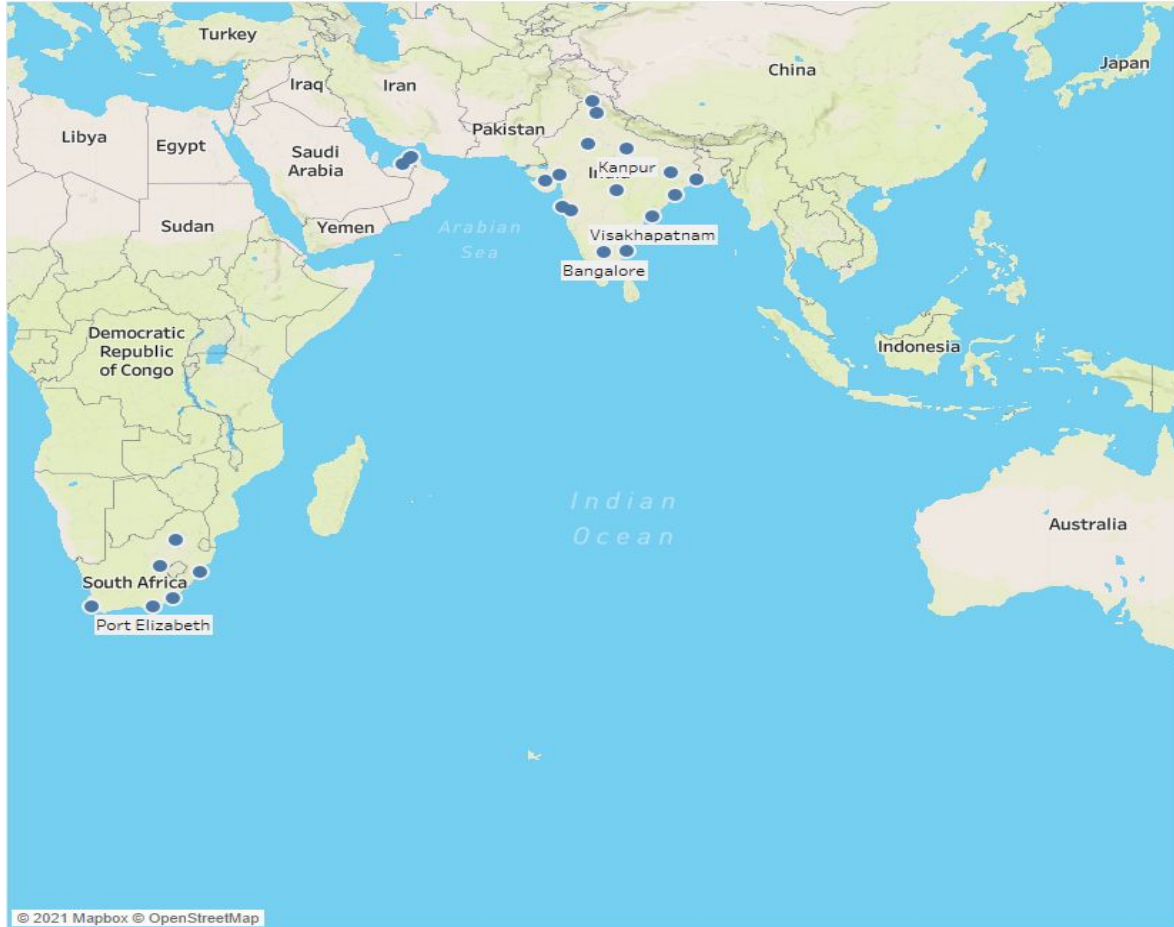 Turkey
Japan
China
Iraq
Iran
Pakistan
Libya
Egypt
Saudi
Arabia
Kanpur
Sudan
Yemen
Arabian
Sea
Visakhapatnam
Bangalore
Democratic
Republic
of Congo
Indonesia
Indian
Ocean
Australia
South Africa
Port Elizabeth
© 2021 Mapbox © OpenStreetMap